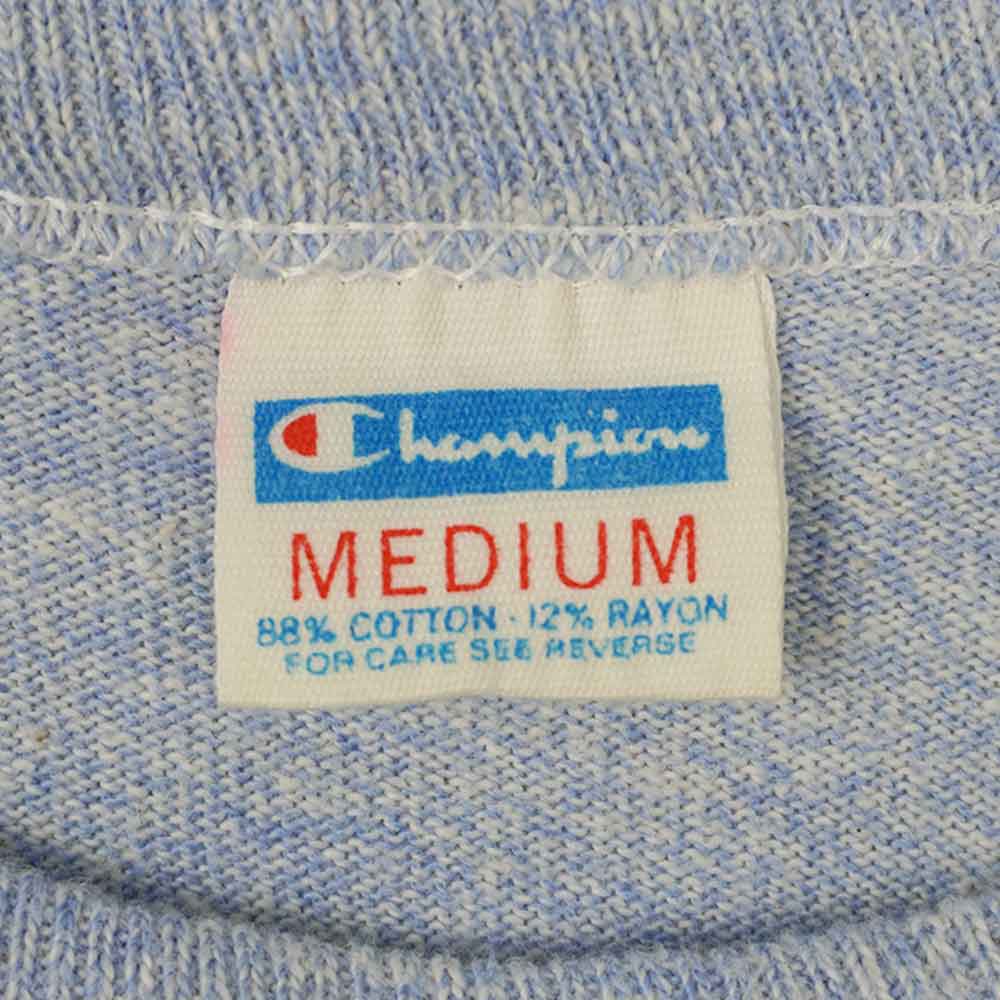 Champion
MEDIUM
88% COTTON · 12% RAYON
FOR CARE SEE REVERSE